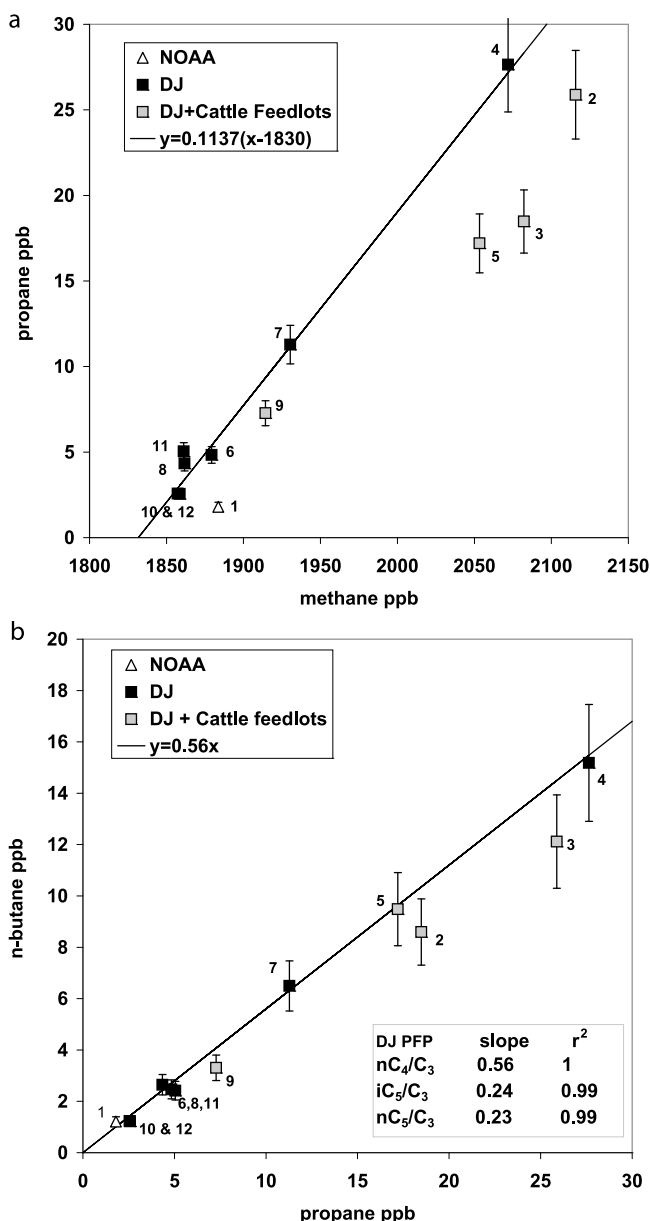 a
30
25
20
15
10
5
0
propane ppb
NOAA
DJ
DJ+Cattle Feedlots
y=0.1137(x-1830)
4
2
3
5
7
9
11
8
6
10 & 12
1
1800 1850 1900 1950 2000 2050 2100 2150
methane ppb
b
20
18
16
14
12
10
8
6
4
2
0
n-butane ppb
NOAA
DJ
DJ + Cattle feedlots
y=0.56x
4
3
5
2
7
9
6,8,11
1
10 & 12
DJ PFP slope r²
nC₄/C₃ 0.56 1
iC₅/C₃ 0.24 0.99
nC₅/C₃ 0.23 0.99
0 5 10 15 20 25 30
propane ppb